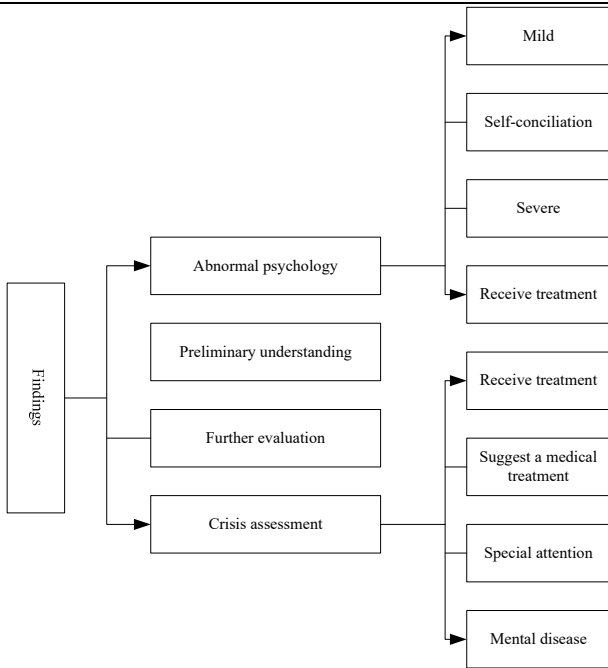 Findings
Abnormal psychology
Preliminary understanding
Further evaluation
Crisis assessment
Mild
Self-conciliation
Severe
Receive treatment
Receive treatment
Suggest a medical
treatment
Special attention
Mental disease